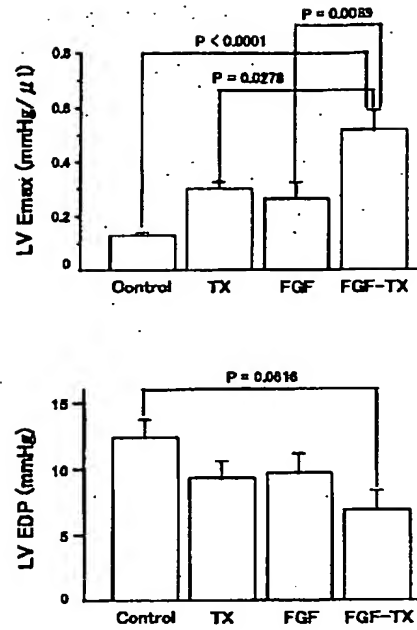 P = 0.0083
P < 0.0001
P = 0.0278
0.8
0.6
0.4
0.2
0
LV Emax (mmHg/μl)
Control TX FGF FGF-TX
P = 0.0616
15
10
5
0
LV EDP (mmHg)
Control TX FGF FGF-TX